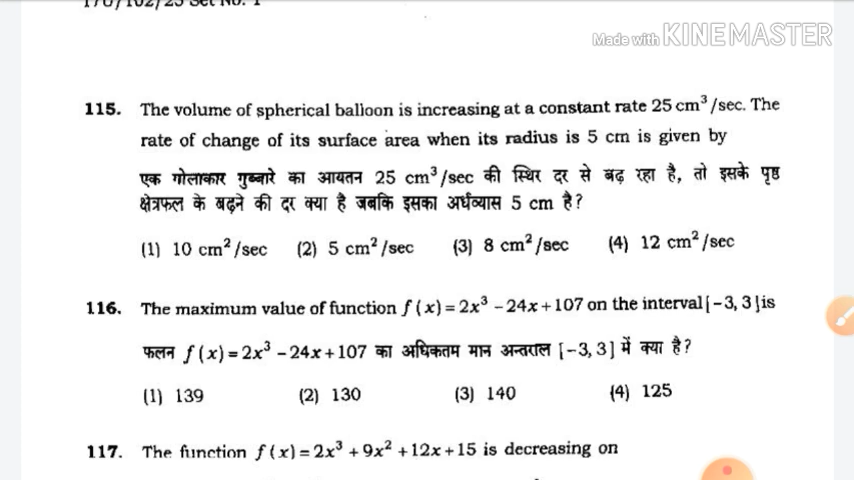 Made with KINEMASTER
115. The volume of spherical balloon is increasing at a constant rate 25 cm³/sec. The
rate of change of its surface area when its radius is 5 cm is given by
एक गोलाकार गुब्बारे का आयतन 25 cm³/sec की स्थिर दर से बढ़ रहा है, तो इसके पृष्ठ
क्षेत्रफल के बढ़ने की दर क्या है जबकि इसका अर्धव्यास 5 cm है?
(1) 10 cm²/sec (2) 5 cm²/sec (3) 8 cm²/sec (4) 12 cm²/sec
116. The maximum value of function f(x)=2x³−24x+107 on the interval [−3, 3] is
फलन f(x)=2x³−24x+107 का अधिकतम मान अन्तराल [−3, 3] में क्या है?
(1) 139 (2) 130 (3) 140 (4) 125
117. The function f(x)=2x³+9x²+12x+15 is decreasing on